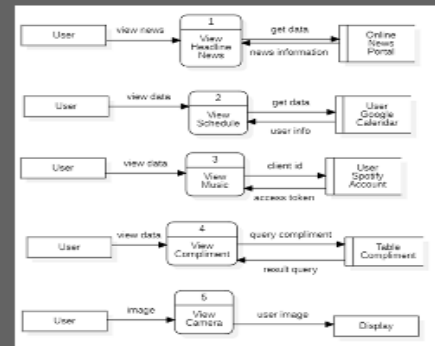 User
view news
1
View
Headline
News
get data
news information
Online
News
Portal
User
view data
2
View
Schedule
get data
user info
User
Google
Calendar
User
view data
3
View
Music
client id
access token
User
Spotify
Account
User
view data
4
View
Compliment
query compliment
result query
Table
Compliment
User
image
5
View
Camera
user image
Display